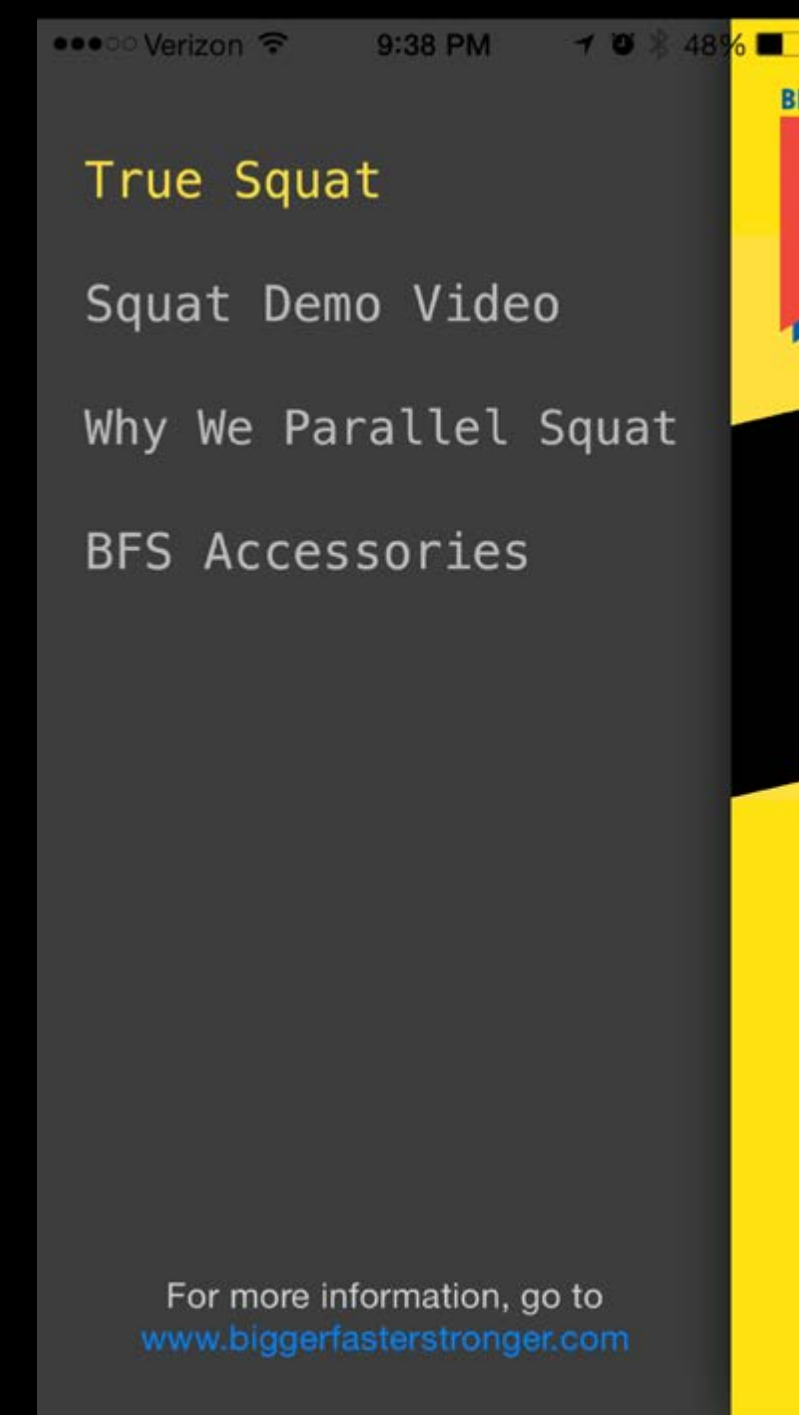 Verizon 9:38 PM 48%
True Squat
Squat Demo Video
Why We Parallel Squat
BFS Accessories
For more information, go to
www.biggerfasterstronger.com